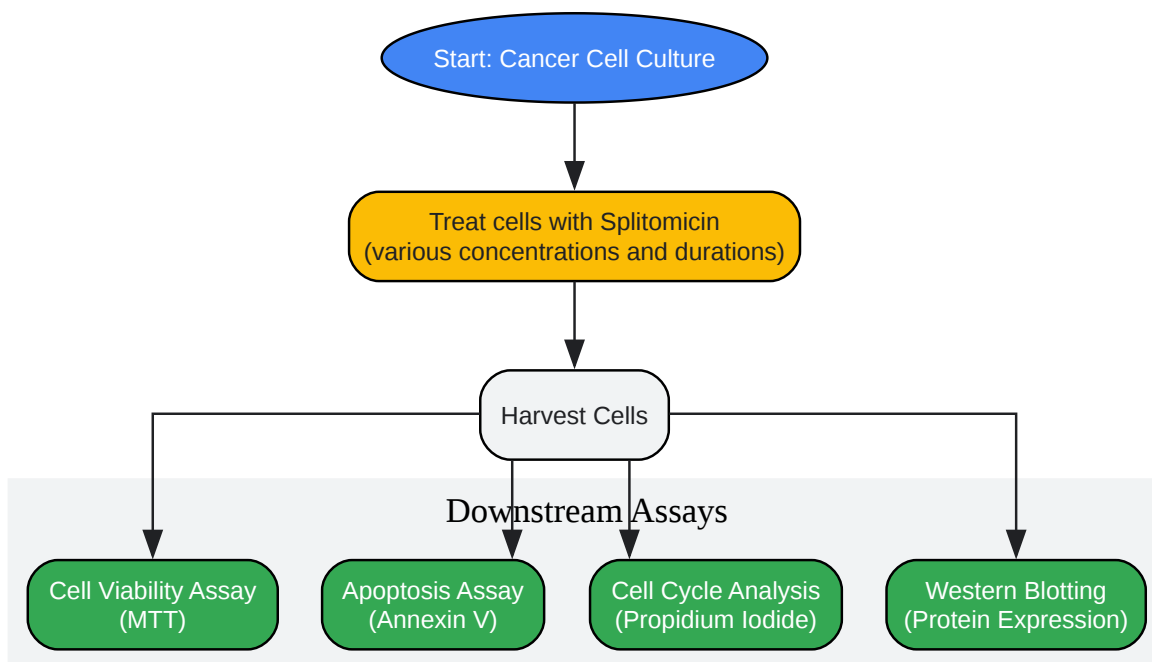 Start: Cancer Cell Culture
Treat cells with Splitomicin
(various concentrations and durations)
Harvest Cells
Downstream Assays
Cell Viability Assay
(MTT)
Apoptosis Assay
(Annexin V)
Cell Cycle Analysis
(Propidium Iodide)
Western Blotting
(Protein Expression)